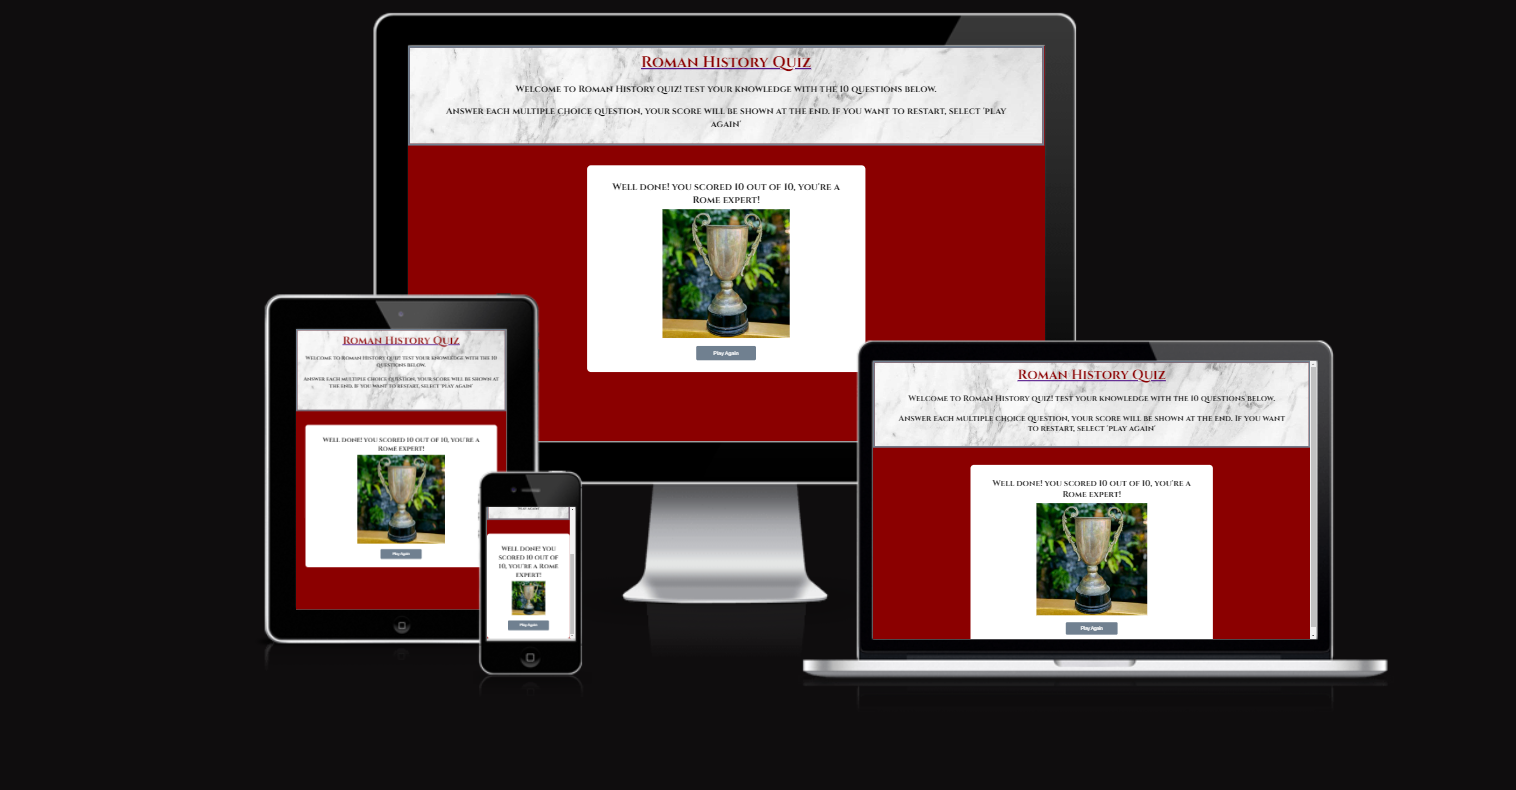 Roman History Quiz
Welcome to Roman History quiz! test your knowledge with the 10 questions below.
Answer each multiple choice question, your score will be shown at the end. If you want to restart, select 'play
again'
Well done! you scored 10 out of 10, you're a
Rome expert!
Play Again
Roman History Quiz
Welcome to Roman History quiz! test your knowledge with the 10
questions below.
Answer each multiple choice question, your score will be shown at
the end. If you want to restart, select 'play again'
Well done! you scored 10 out of 10, you're a
Rome expert!
Play Again
Well done! you
scored 10 out of
10, you're a Rome
expert!
Play Again
Roman History Quiz
Welcome to Roman History quiz! test your knowledge with the 10 questions below.
Answer each multiple choice question, your score will be shown at the end. If you want
to restart, select 'play again'
Well done! you scored 10 out of 10, you're a
Rome expert!
Play Again